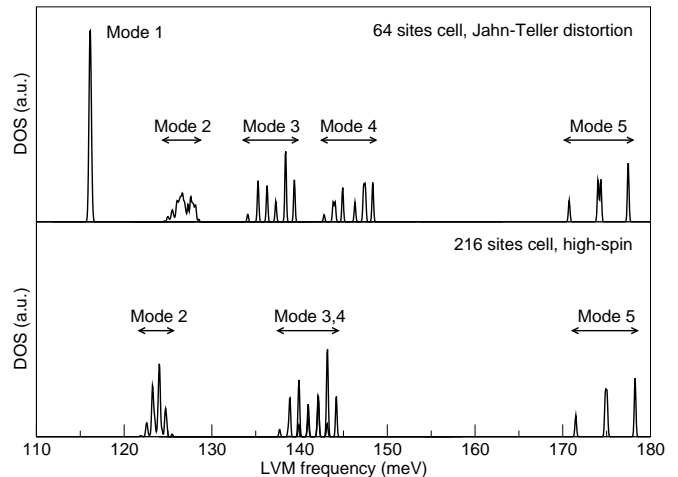 64 sites cell, Jahn-Teller distortion
Mode 1
Mode 2
Mode 3
Mode 4
Mode 5
DOS (a.u.)
216 sites cell, high-spin
Mode 2
Mode 3,4
Mode 5
DOS (a.u.)
110 120 130 140 150 160 170 180
LVM frequency (meV)